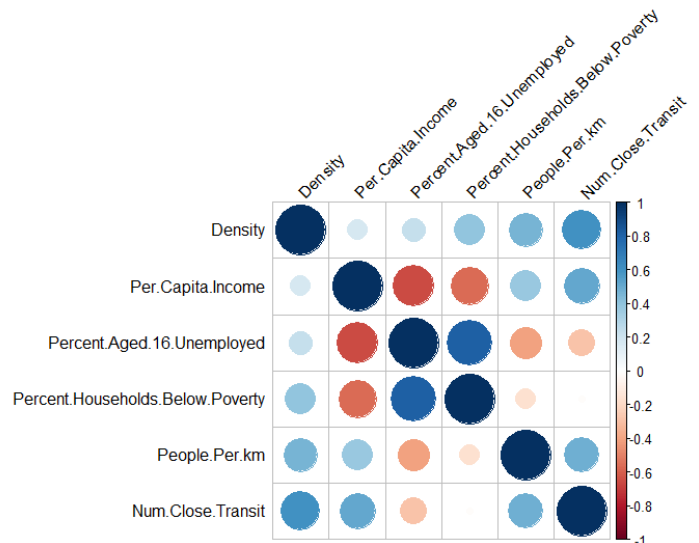 Density
Per.Capita.Income
Percent.Aged.16.Unemployed
Percent.Households.Below.Poverty
People.Per.km
Num.Close.Transit
Density
Per.Capita.Income
Percent.Aged.16.Unemployed
Percent.Households.Below.Poverty
People.Per.km
Num.Close.Transit
1
0.8
0.6
0.4
0.2
0
-0.2
-0.4
-0.6
-0.8
-1